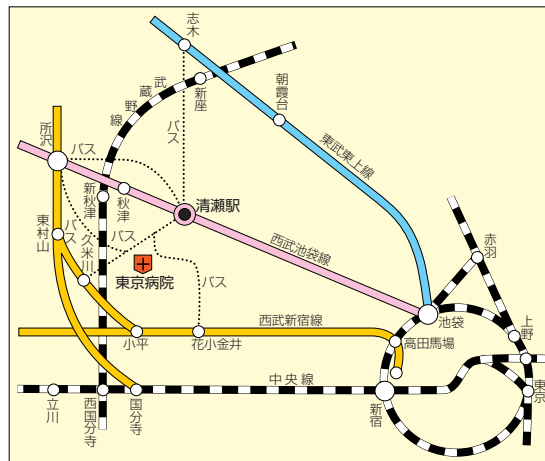 志木
武蔵野線
新座
朝霞台
東武東上線
バス
所沢
バス
新秋津
秋津
清瀬駅
東村山
バス
久米川
バス
東京病院
バス
西武池袋線
赤羽
池袋
上野
西武新宿線
小平
花小金井
高田馬場
中央線
立川
西国分寺
国分寺
新宿
東京